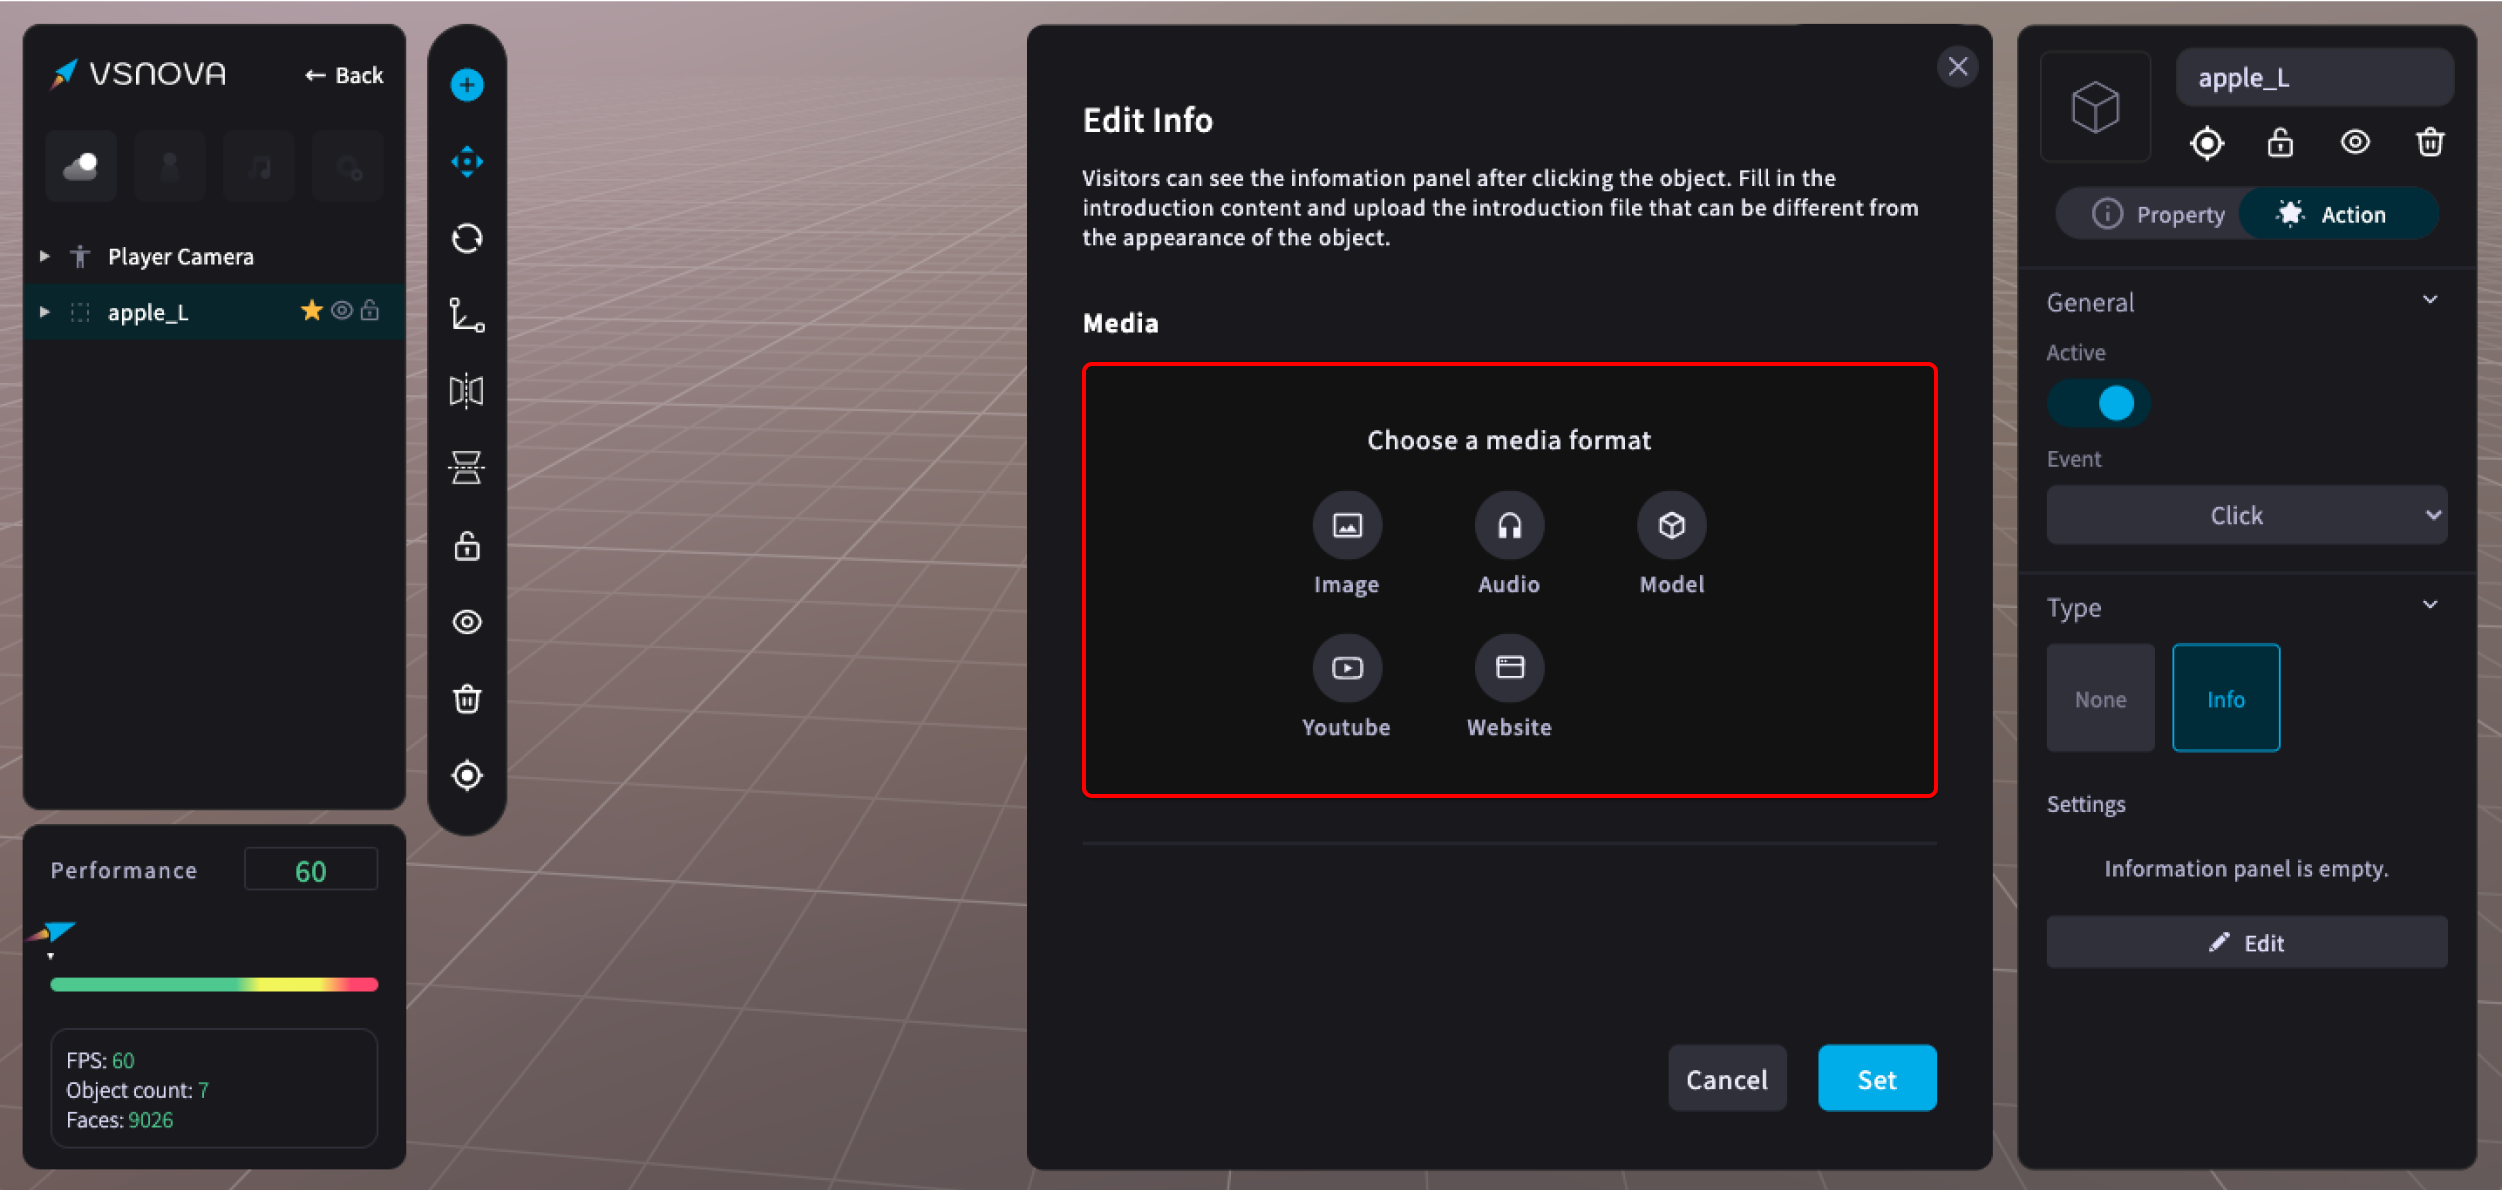 VSNOVA
← Back
Player Camera
apple_L
Performance
60
FPS: 60
Object count: 7
Faces: 9026
Edit Info
Visitors can see the infomation panel after clicking the object. Fill in the
introduction content and upload the introduction file that can be different from
the appearance of the object.
Media
Choose a media format
Image
Audio
Model
Youtube
Website
Cancel
Set
apple_L
Property
Action
General
Active
Event
Click
Type
None
Info
Settings
Information panel is empty.
Edit